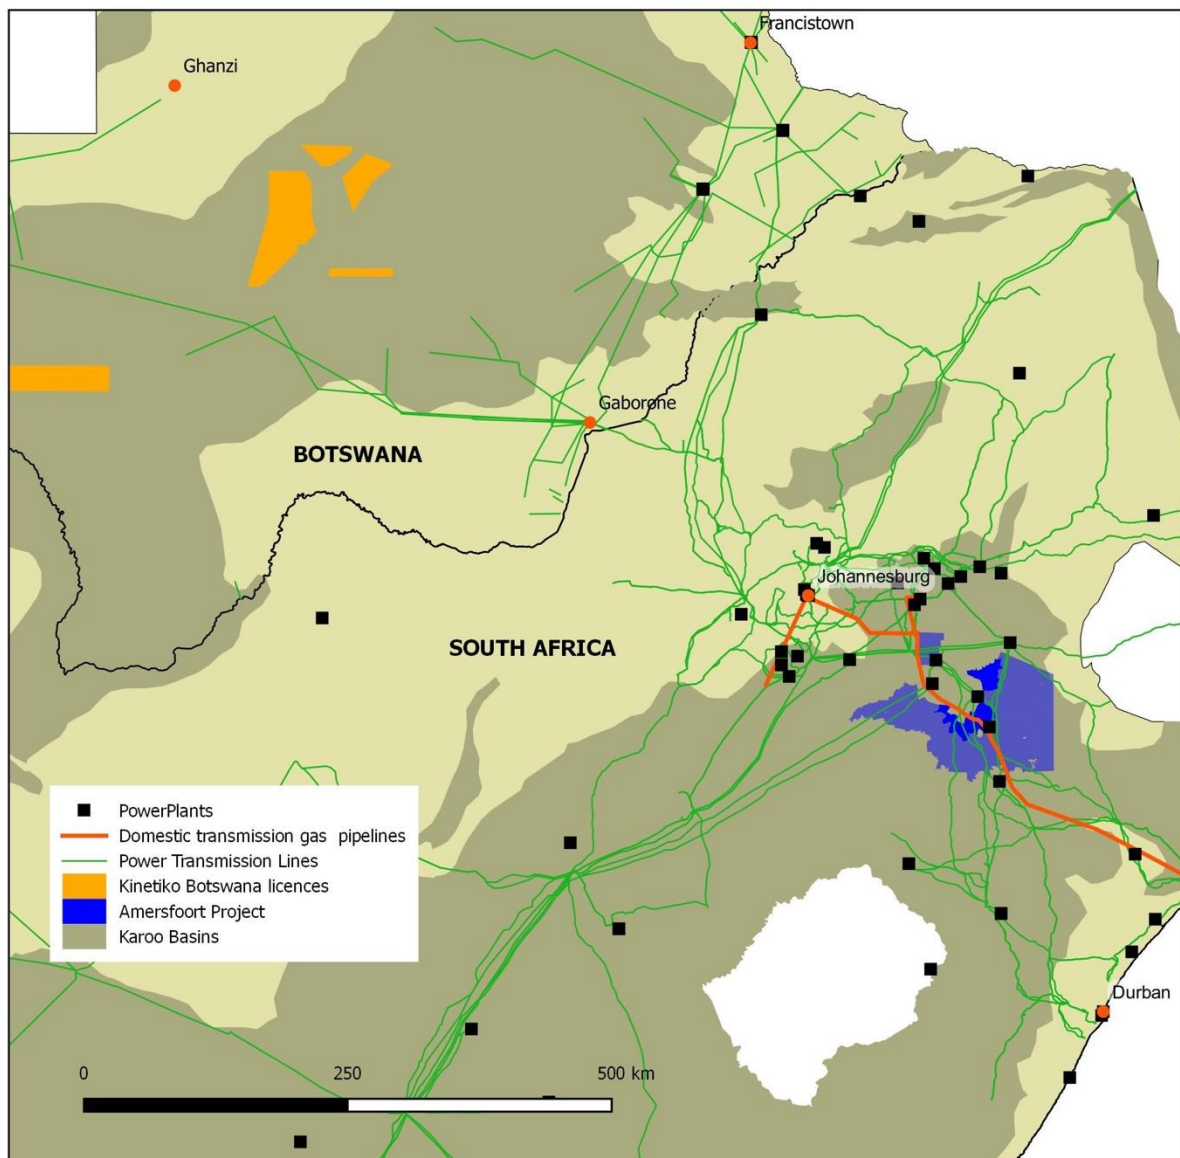 Francistown
Ghanzi
Gaborone
BOTSWANA
Johannesburg
SOUTH AFRICA
PowerPlants
Domestic transmission gas pipelines
Power Transmission Lines
Kinetiko Botswana licences
Amersfoort Project
Karoo Basins
Durban
0 250 500 km